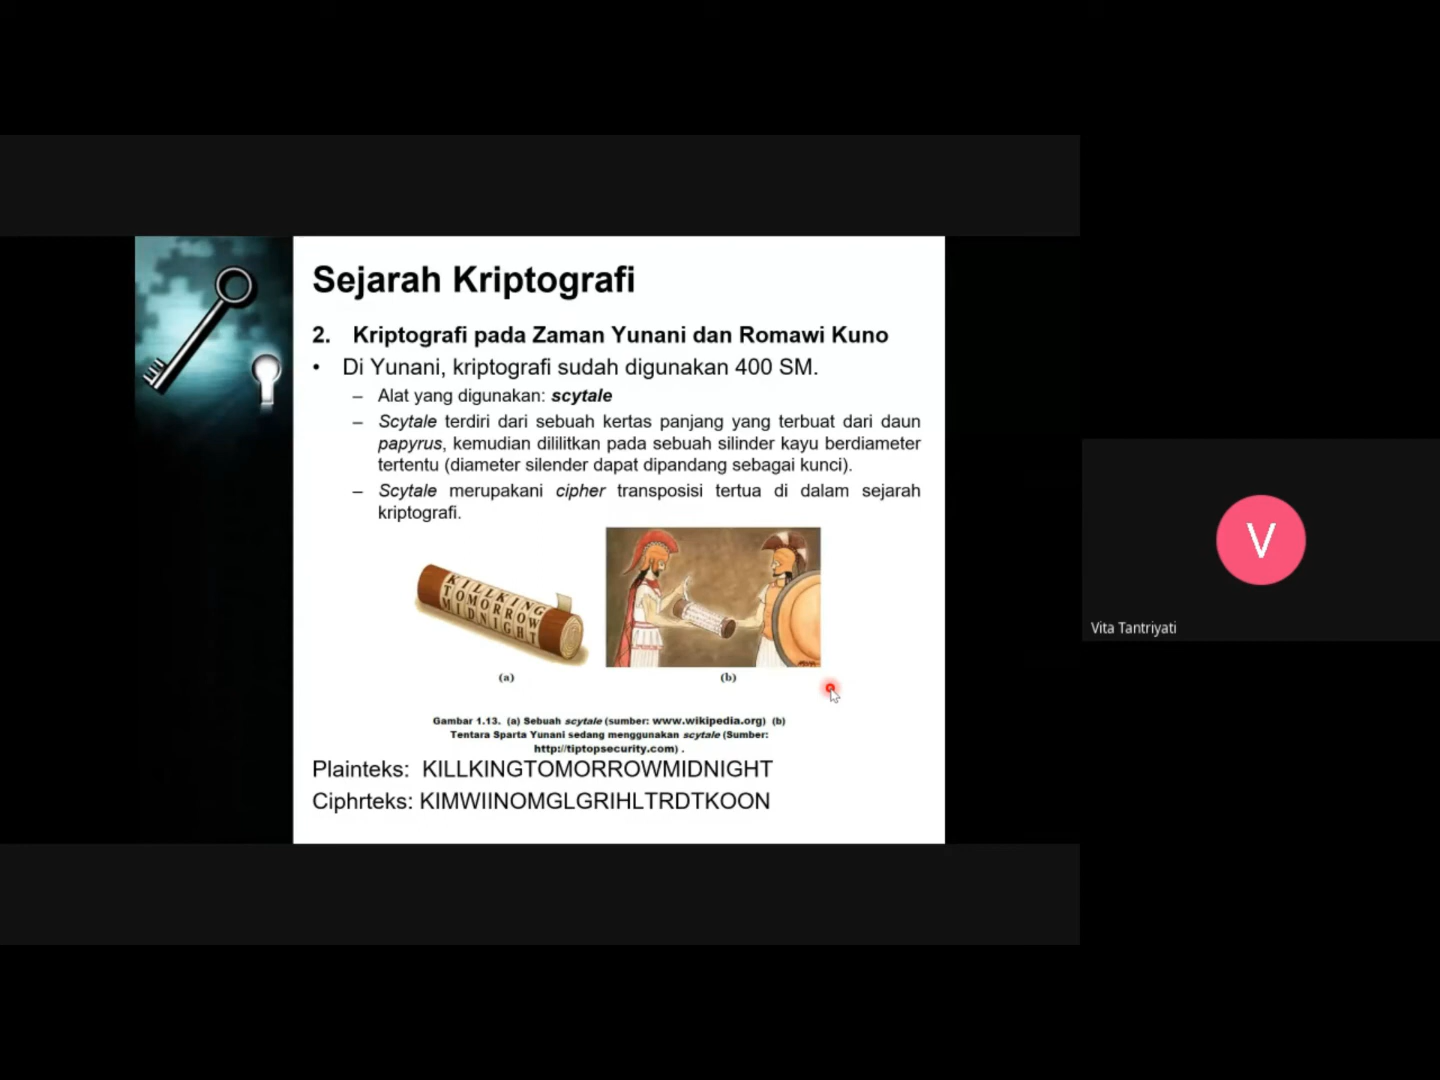 Sejarah Kriptografi
2. Kriptografi pada Zaman Yunani dan Romawi Kuno
• Di Yunani, kriptografi sudah digunakan 400 SM.
– Alat yang digunakan: scytale
– Scytale terdiri dari sebuah kertas panjang yang terbuat dari daun
papyrus, kemudian dililitkan pada sebuah silinder kayu berdiameter
tertentu (diameter silender dapat dipandang sebagai kunci).
– Scytale merupakani cipher transposisi tertua di dalam sejarah
kriptografi.
KILLKING
TOMORROW
MIDNIGHT
(a)
(b)
Gambar 1.13. (a) Sebuah scytale (sumber: www.wikipedia.org) (b)
Tentara Sparta Yunani sedang menggunakan scytale (Sumber:
http://tiptopsecurity.com) .
Plainteks: KILLKINGTOMORROWMIDNIGHT
Ciphrteks: KIMWIINOMGLGRIHLTRDTKOON
V
Vita Tantriyati